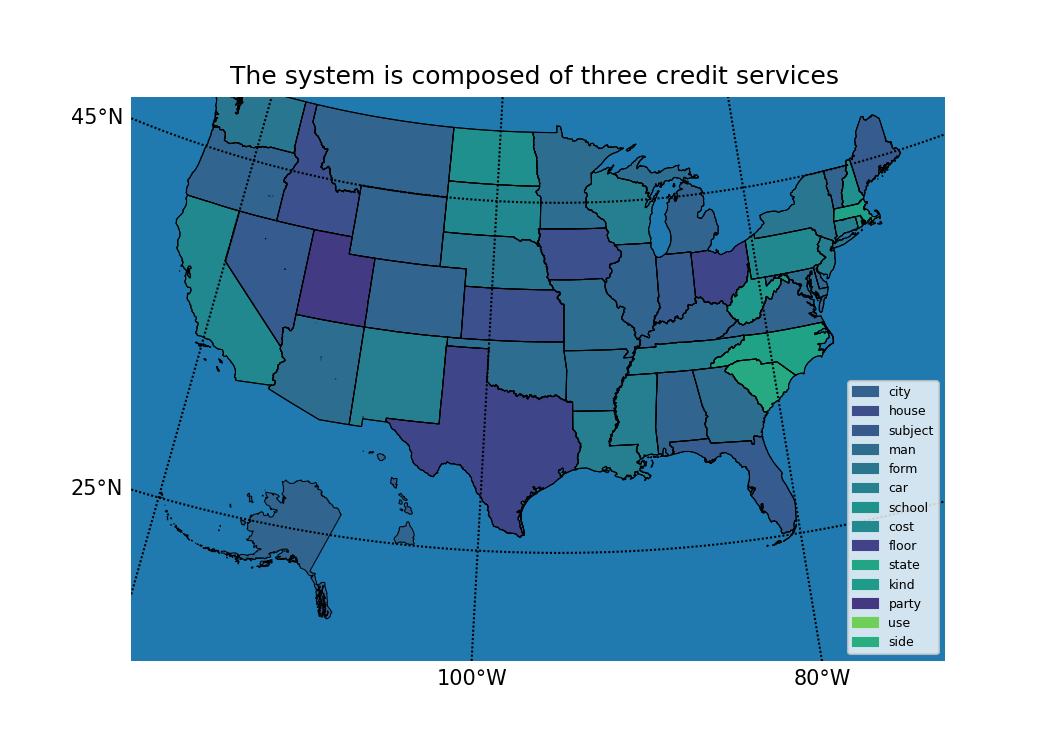 The system is composed of three credit services
45°N
25°N
100°W
80°W
city
house
subject
man
form
car
school
cost
floor
state
kind
party
use
side